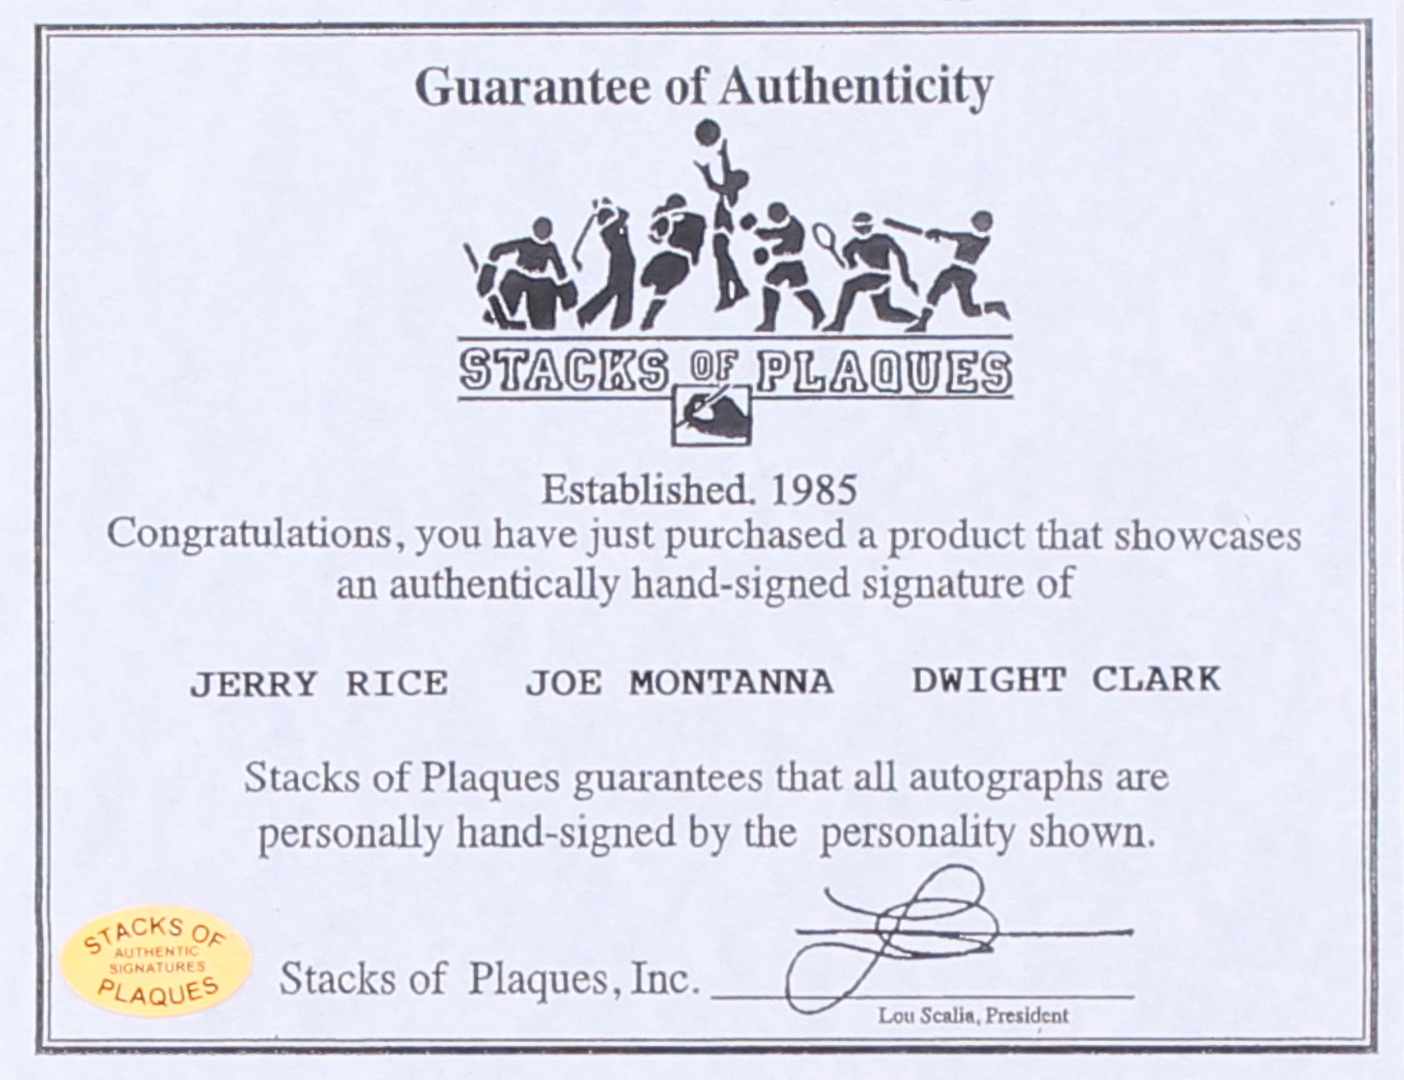 Guarantee of Authenticity
STACKS OF PLAQUES
Established. 1985
Congratulations, you have just purchased a product that showcases
an authentically hand-signed signature of
JERRY RICE JOE MONTANNA DWIGHT CLARK
Stacks of Plaques guarantees that all autographs are
personally hand-signed by the personality shown.
STACKS OF
AUTHENTIC
SIGNATURES
PLAQUES
Stacks of Plaques, Inc.
Lou Scalia, President